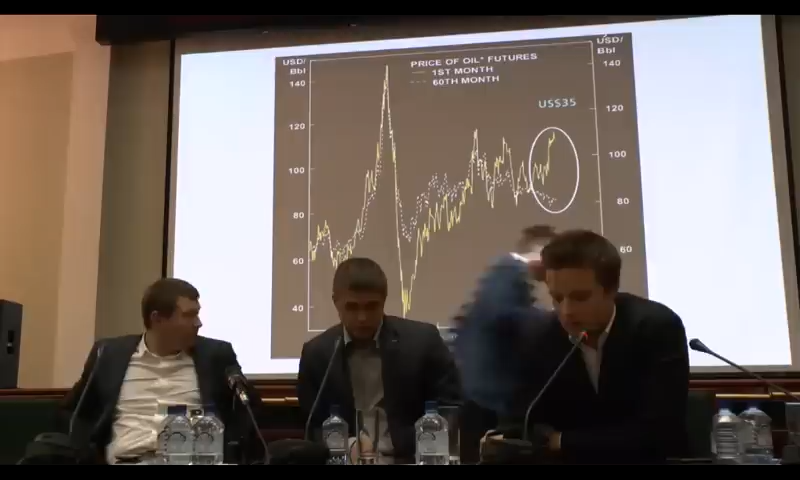 USD/
Bbl
USD/
Bbl
PRICE OF OIL* FUTURES
1ST MONTH
60TH MONTH
US$35
140
120
100
80
60
40
140
120
100
80
60